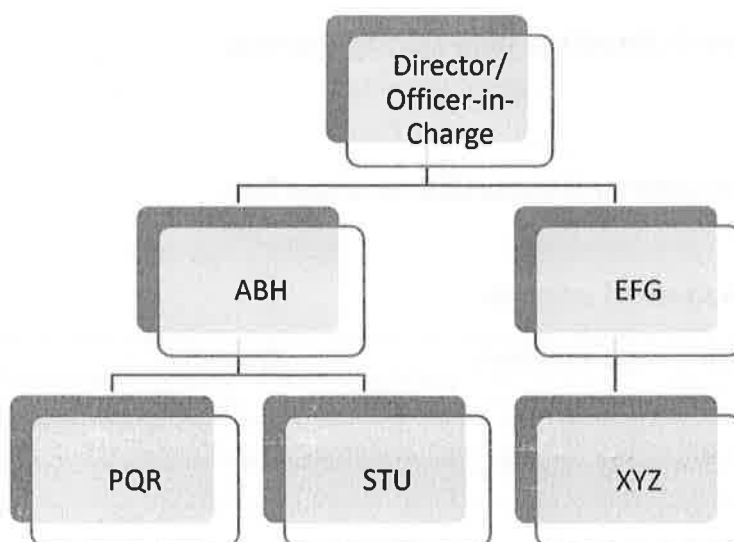 Director/
Officer-in-
Charge
ABH
EFG
PQR
STU
XYZ